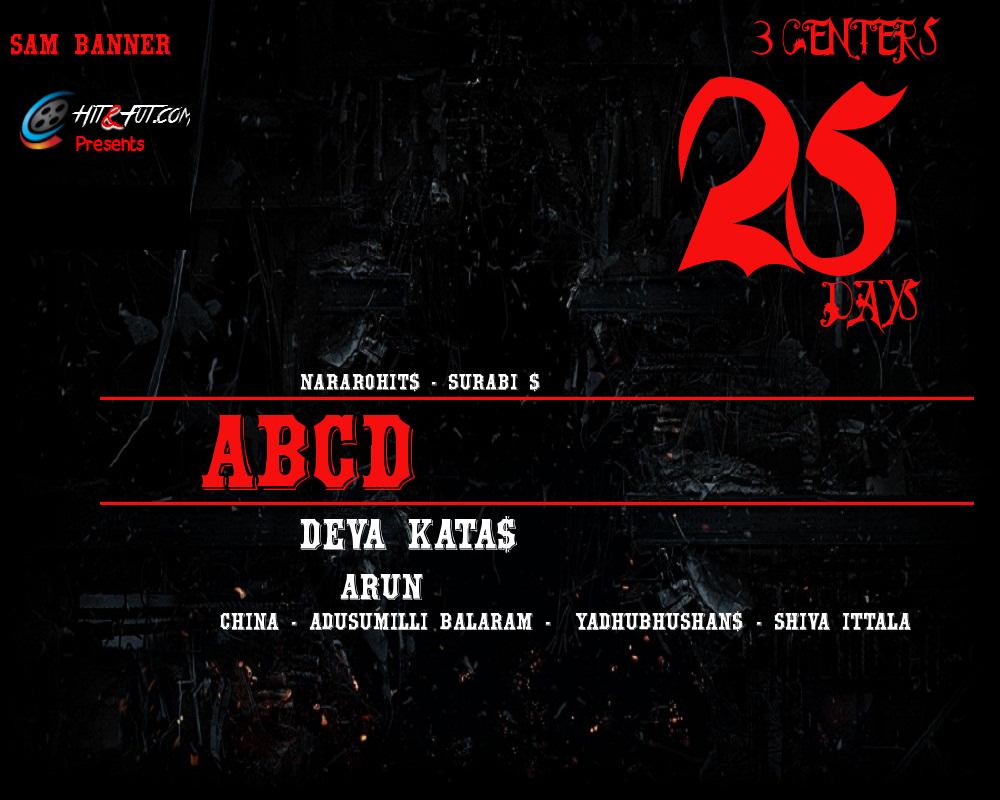 SAM BANNER
3 CENTERS
HIT&FUT.COM
Presents
25
DAYS
NARAROHIT$ - SURABI $
ABCD
DEVA KATA$
ARUN
CHINA - ADUSUMILLI BALARAM - YADHUBHUSHAN$ - SHIVA ITTALA